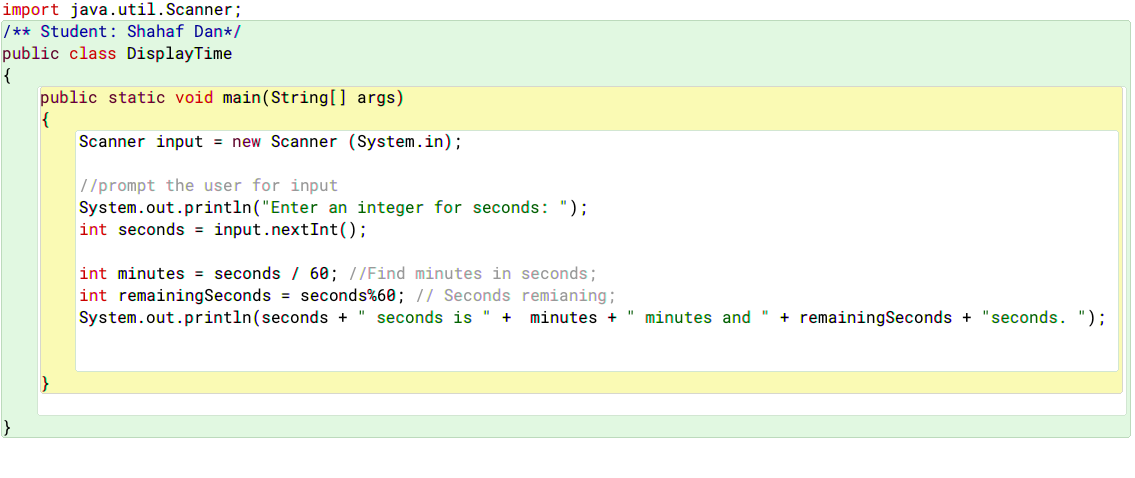 import java.util.Scanner;
/** Student: Shahaf Dan*/
public class DisplayTime
{
public static void main(String[] args)
{
Scanner input = new Scanner (System.in);
//prompt the user for input
System.out.println("Enter an integer for seconds: ");
int seconds = input.nextInt();
int minutes = seconds / 60; //Find minutes in seconds;
int remainingSeconds = seconds%60; // Seconds remianing;
System.out.println(seconds + " seconds is " +  minutes + " minutes and " + remainingSeconds + "seconds. ");
}
}